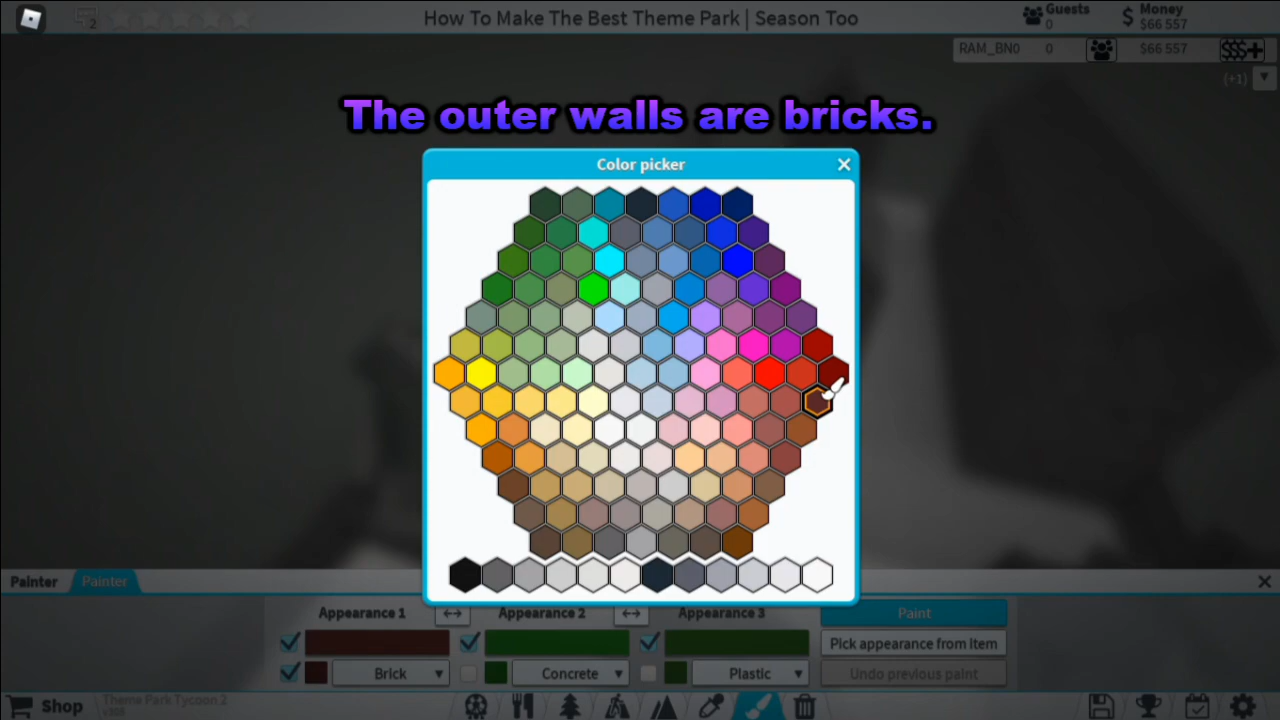 2
How To Make The Best Theme Park | Season Too
Guests
0
Money
$66 557
RAM_BN0 0 $66 557
(+1)
The outer walls are bricks.
Color picker
Painter Painter
Appearance 1 Appearance 2 Appearance 3
Paint
Pick appearance from item
Brick Concrete Plastic
Undo previous paint
Shop
Theme Park Tycoon 2